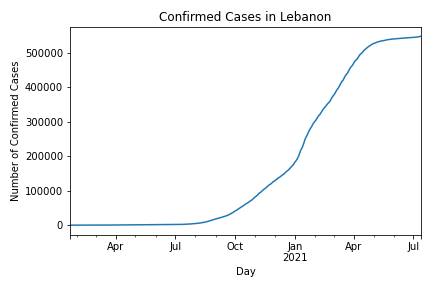 Confirmed Cases in Lebanon
Number of Confirmed Cases
500000
400000
300000
200000
100000
0
Apr
Jul
Oct
Jan
2021
Apr
Jul
Day